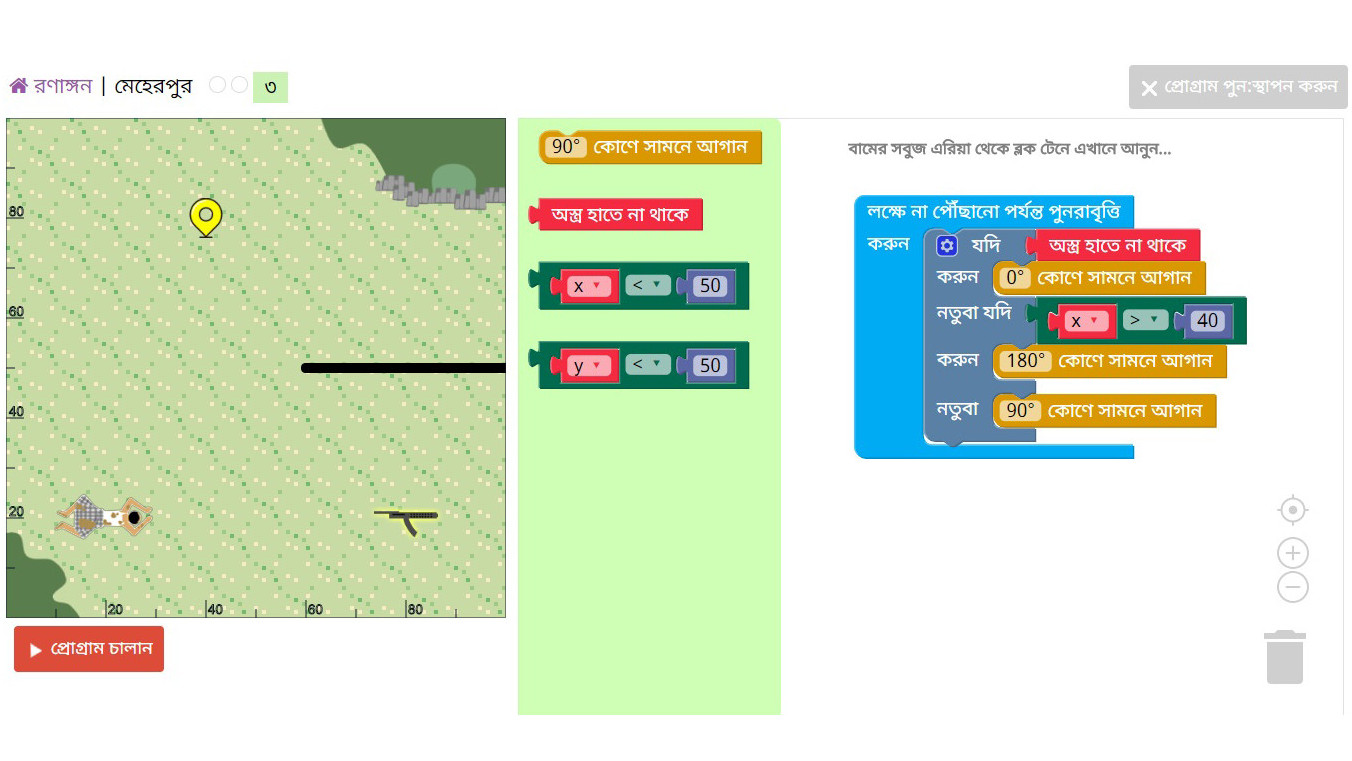 রণাঙ্গন | মেহেরপুর ৩
প্রোগ্রাম পুন:স্থাপন করুন
80
60
40
20
20 40 60 80
প্রোগ্রাম চালান
90° কোণে সামনে আগান
অস্ত্র হাতে না থাকে
x < 50
y < 50
বামের সবুজ এরিয়া থেকে ব্লক টেনে এখানে আনুন...
লক্ষে না পৌঁছানো পর্যন্ত পুনরাবৃত্তি
করুন যদি অস্ত্র হাতে না থাকে
করুন 0° কোণে সামনে আগান
নতুবা যদি x > 40
করুন 180° কোণে সামনে আগান
নতুবা 90° কোণে সামনে আগান